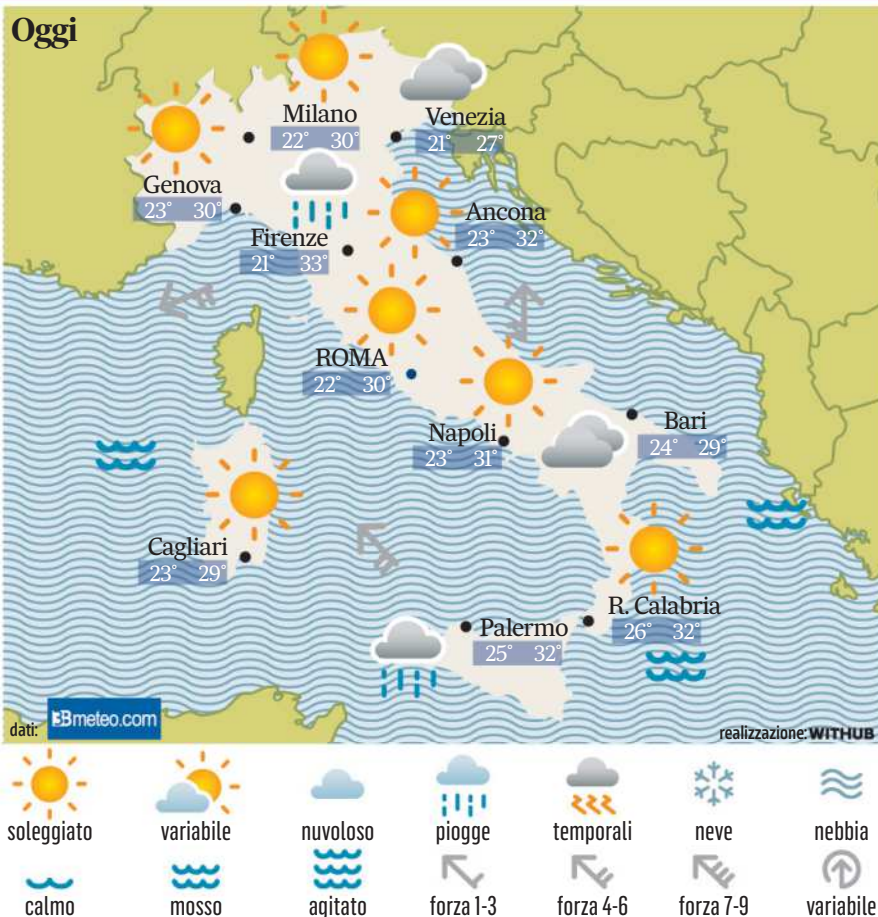 Oggi
Milano
22° 30°
Venezia
21° 27°
Genova
23° 30°
Ancona
23° 32°
Firenze
21° 33°
ROMA
22° 30°
Napoli
23° 31°
Bari
24° 29°
Cagliari
23° 29°
R. Calabria
26° 32°
Palermo
25° 32°
dati: 3Bmeteo.com
realizzazione: WITHUB
soleggiato variabile nuvoloso piogge temporali neve nebbia
calmo mosso agitato forza 1-3 forza 4-6 forza 7-9 variabile